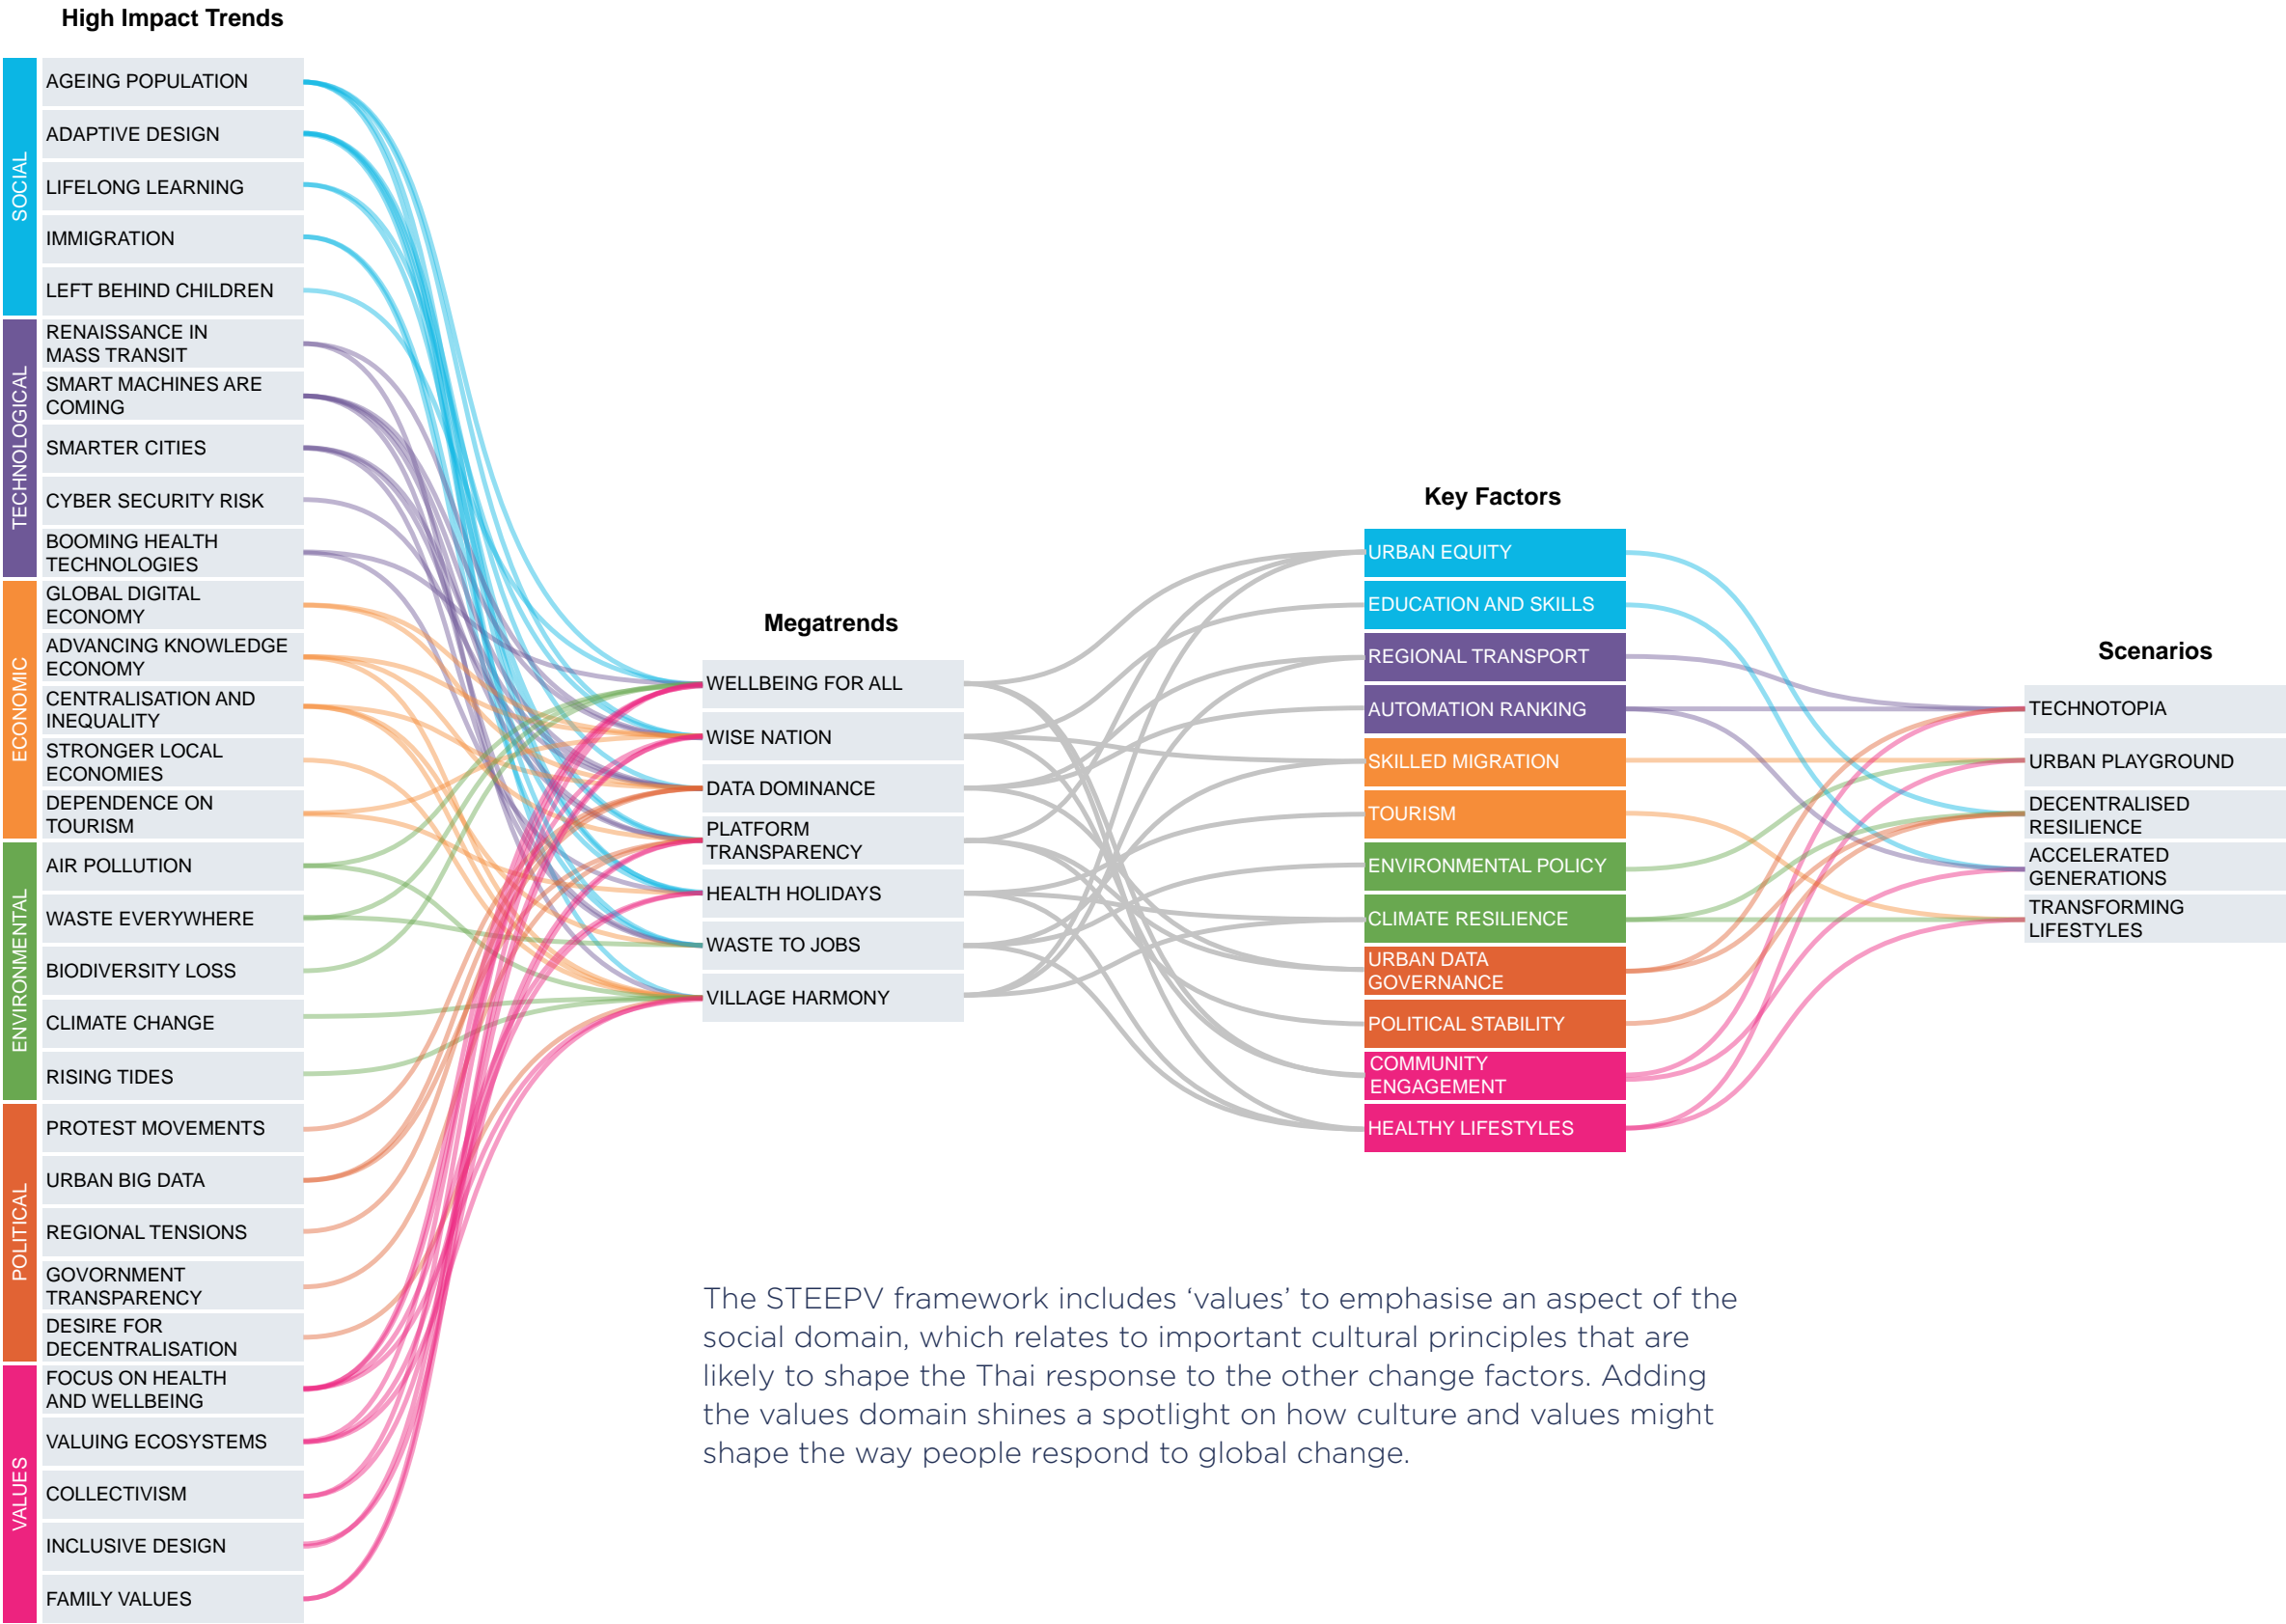 High Impact Trends
SOCIAL
AGEING POPULATION
ADAPTIVE DESIGN
LIFELONG LEARNING
IMMIGRATION
LEFT BEHIND CHILDREN
TECHNOLOGICAL
RENAISSANCE IN
MASS TRANSIT
SMART MACHINES ARE
COMING
SMARTER CITIES
CYBER SECURITY RISK
BOOMING HEALTH
TECHNOLOGIES
ECONOMIC
GLOBAL DIGITAL
ECONOMY
ADVANCING KNOWLEDGE
ECONOMY
CENTRALISATION AND
INEQUALITY
STRONGER LOCAL
ECONOMIES
DEPENDENCE ON
TOURISM
ENVIRONMENTAL
AIR POLLUTION
WASTE EVERYWHERE
BIODIVERSITY LOSS
CLIMATE CHANGE
RISING TIDES
POLITICAL
PROTEST MOVEMENTS
URBAN BIG DATA
REGIONAL TENSIONS
GOVORNMENT
TRANSPARENCY
DESIRE FOR
DECENTRALISATION
VALUES
FOCUS ON HEALTH
AND WELLBEING
VALUING ECOSYSTEMS
COLLECTIVISM
INCLUSIVE DESIGN
FAMILY VALUES
Megatrends
WELLBEING FOR ALL
WISE NATION
DATA DOMINANCE
PLATFORM
TRANSPARENCY
HEALTH HOLIDAYS
WASTE TO JOBS
VILLAGE HARMONY
Key Factors
URBAN EQUITY
EDUCATION AND SKILLS
REGIONAL TRANSPORT
AUTOMATION RANKING
SKILLED MIGRATION
TOURISM
ENVIRONMENTAL POLICY
CLIMATE RESILIENCE
URBAN DATA
GOVERNANCE
POLITICAL STABILITY
COMMUNITY
ENGAGEMENT
HEALTHY LIFESTYLES
Scenarios
TECHNOTOPIA
URBAN PLAYGROUND
DECENTRALISED
RESILIENCE
ACCELERATED
GENERATIONS
TRANSFORMING
LIFESTYLES
The STEEPV framework includes ‘values’ to emphasise an aspect of the
social domain, which relates to important cultural principles that are
likely to shape the Thai response to the other change factors. Adding
the values domain shines a spotlight on how culture and values might
shape the way people respond to global change.